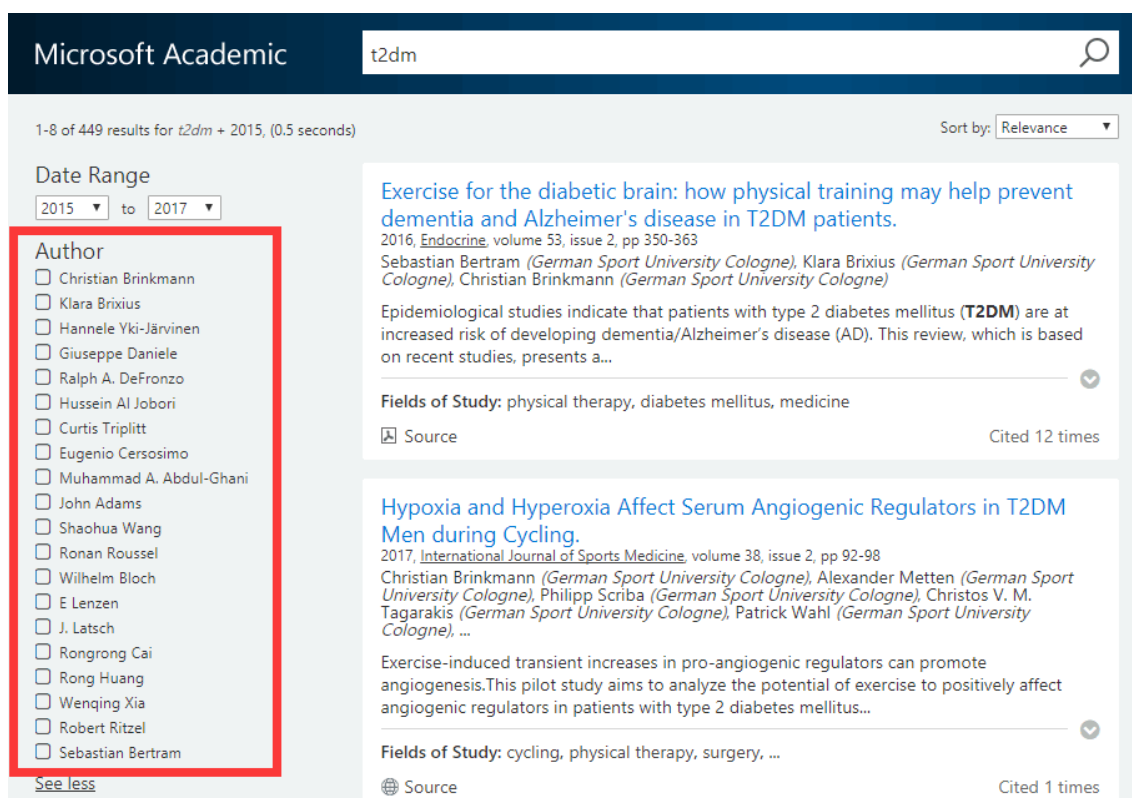 Microsoft Academic
t2dm
1-8 of 449 results for t2dm + 2015, (0.5 seconds)
Sort by: Relevance
Date Range
2015 to 2017
Author
Christian Brinkmann
Klara Brixius
Hannele Yki-Järvinen
Giuseppe Daniele
Ralph A. DeFronzo
Hussein Al Jobori
Curtis Triplitt
Eugenio Cersosimo
Muhammad A. Abdul-Ghani
John Adams
Shaohua Wang
Ronan Roussel
Wilhelm Bloch
E Lenzen
J. Latsch
Rongrong Cai
Rong Huang
Wenqing Xia
Robert Ritzel
Sebastian Bertram
See less
Exercise for the diabetic brain: how physical training may help prevent
dementia and Alzheimer's disease in T2DM patients.
2016, Endocrine, volume 53, issue 2, pp 350-363
Sebastian Bertram (German Sport University Cologne), Klara Brixius (German Sport University
Cologne), Christian Brinkmann (German Sport University Cologne)
Epidemiological studies indicate that patients with type 2 diabetes mellitus (T2DM) are at
increased risk of developing dementia/Alzheimer's disease (AD). This review, which is based
on recent studies, presents a...
Fields of Study: physical therapy, diabetes mellitus, medicine
Source
Cited 12 times
Hypoxia and Hyperoxia Affect Serum Angiogenic Regulators in T2DM
Men during Cycling.
2017, International Journal of Sports Medicine, volume 38, issue 2, pp 92-98
Christian Brinkmann (German Sport University Cologne), Alexander Metten (German Sport
University Cologne), Philipp Scriba (German Sport University Cologne), Christos V. M.
Tagarakis (German Sport University Cologne), Patrick Wahl (German Sport University
Cologne), ...
Exercise-induced transient increases in pro-angiogenic regulators can promote
angiogenesis.This pilot study aims to analyze the potential of exercise to positively affect
angiogenic regulators in patients with type 2 diabetes mellitus...
Fields of Study: cycling, physical therapy, surgery, ...
Source
Cited 1 times